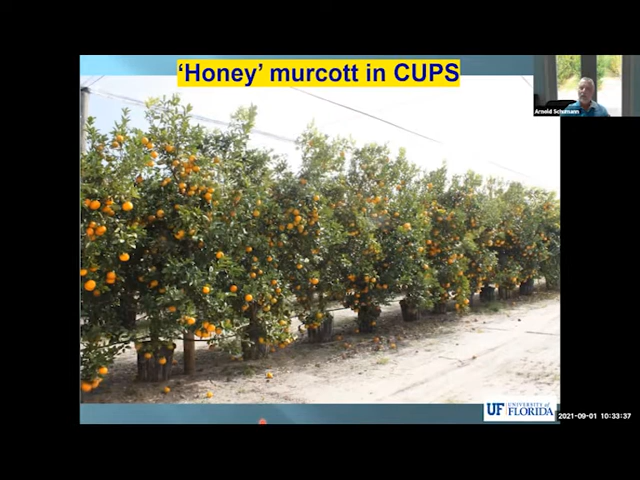 'Honey' murcott in CUPS
Arnold Schumann
UF UNIVERSITY of
FLORIDA
2021-09-01 10:33:37